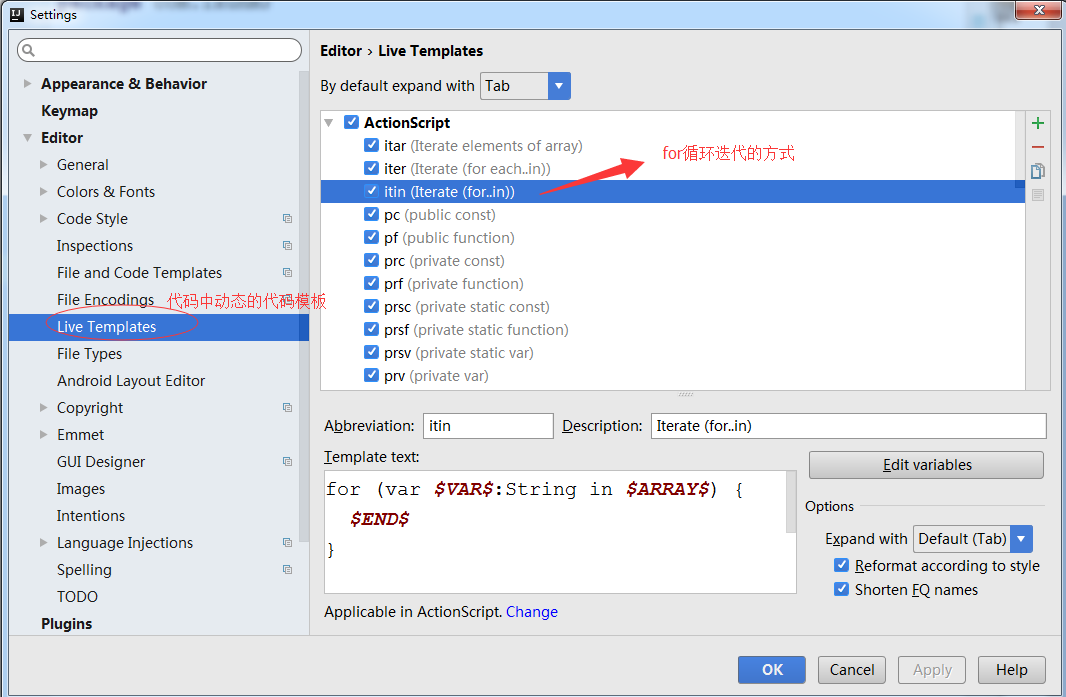 Settings
Appearance & Behavior
Keymap
Editor
General
Colors & Fonts
Code Style
Inspections
File and Code Templates
File Encodings
代码中动态的代码模板
Live Templates
File Types
Android Layout Editor
Copyright
Emmet
GUI Designer
Images
Intentions
Language Injections
Spelling
TODO
Plugins
Editor › Live Templates
By default expand with Tab
ActionScript
itar (Iterate elements of array)
iter (Iterate (for each..in))
for循环迭代的方式
itin (Iterate (for..in))
pc (public const)
pf (public function)
prc (private const)
prf (private function)
prsc (private static const)
prsf (private static function)
prsv (private static var)
prv (private var)
Abbreviation: itin Description: Iterate (for..in)
Template text:
for (var $VAR$:String in $ARRAY$) {
$END$
}
Edit variables
Options
Expand with Default (Tab)
Reformat according to style
Shorten FQ names
Applicable in ActionScript. Change
OK Cancel Apply Help